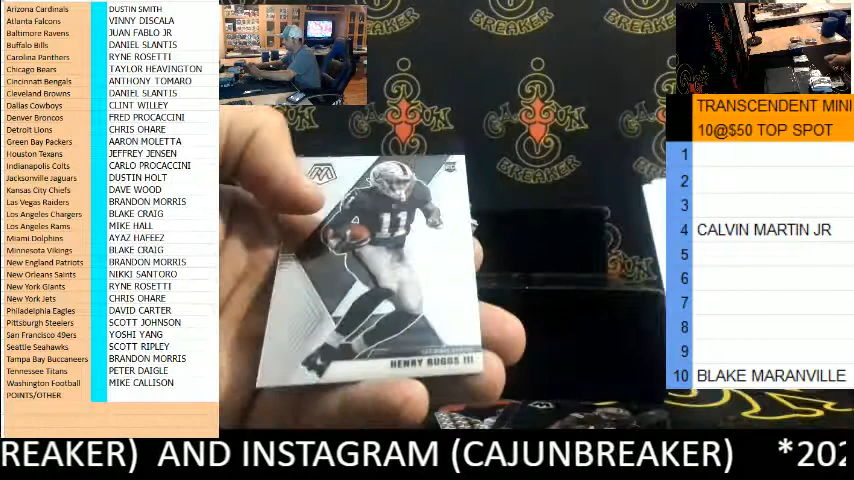 Arizona Cardinals DUSTIN SMITH
Atlanta Falcons VINNY DISCALA
Baltimore Ravens JUAN FABLO JR
Buffalo Bills DANIEL SLANTIS
Carolina Panthers RYNE ROSETTI
Chicago Bears TAYLOR HEAVINGTON
Cincinnati Bengals ANTHONY TOMARO
Cleveland Browns DANIEL SLANTIS
Dallas Cowboys CLINT WILLEY
Denver Broncos FRED PROCACCINI
Detroit Lions CHRIS OHARE
Green Bay Packers AARON MOLETTA
Houston Texans JEFFREY JENSEN
Indianapolis Colts CARLO PROCACCINI
Jacksonville Jaguars DUSTIN HOLT
Kansas City Chiefs DAVE WOOD
Las Vegas Raiders BRANDON MORRIS
Los Angeles Chargers BLAKE CRAIG
Los Angeles Rams MIKE HALL
Miami Dolphins AYAZ HAFEEZ
Minnesota Vikings BLAKE CRAIG
New England Patriots BRANDON MORRIS
New Orleans Saints NIKKI SANTORO
New York Giants RYNE ROSETTI
New York Jets CHRIS OHARE
Philadelphia Eagles DAVID CARTER
Pittsburgh Steelers SCOTT JOHNSON
San Francisco 49ers YOSHI YANG
Seattle Seahawks SCOTT RIPLEY
Tampa Bay Buccaneers BRANDON MORRIS
Tennessee Titans PETER DAIGLE
Washington Football MIKE CALLISON
POINTS/OTHER
CAJUN
BREAKER
11
HENRY RUGGS III
TRANSCENDENT MINI
10@$50 TOP SPOT
1
2
3
4 CALVIN MARTIN JR
5
6
7
8
9
10 BLAKE MARANVILLE
REAKER) AND INSTAGRAM (CAJUNBREAKER) *202